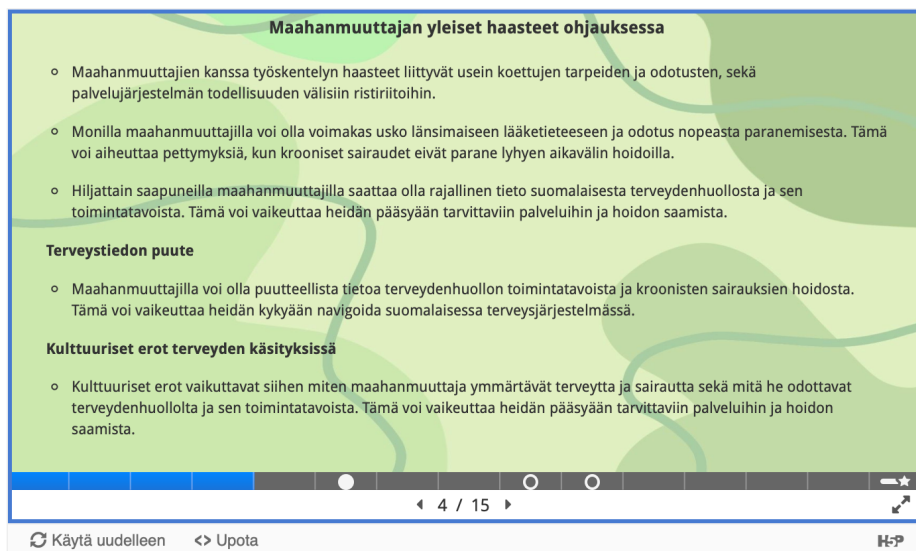 Maahanmuuttajan yleiset haasteet ohjauksessa
Maahanmuuttajien kanssa työskentelyn haasteet liittyvät usein koettujen tarpeiden ja odotusten, sekä
palvelujärjestelmän todellisuuden välisiin ristiriitoihin.
Monilla maahanmuuttajilla voi olla voimakas usko länsimaiseen lääketieteeseen ja odotus nopeasta paranemisesta. Tämä
voi aiheuttaa pettymyksiä, kun krooniset sairaudet eivät parane lyhyen aikavälin hoidoilla.
Hiljattain saapuneilla maahanmuuttajilla saattaa olla rajallinen tieto suomalaisesta terveydenhuollosta ja sen
toimintatavoista. Tämä voi vaikeuttaa heidän pääsyään tarvittaviin palveluihin ja hoidon saamista.
Terveystiedon puute
Maahanmuuttajilla voi olla puutteellista tietoa terveydenhuollon toimintatavoista ja kroonisten sairauksien hoidosta.
Tämä voi vaikeuttaa heidän kykyään navigoida suomalaisessa terveysjärjestelmässä.
Kulttuuriset erot terveyden käsityksissä
Kulttuuriset erot vaikuttavat siihen miten maahanmuuttaja ymmärtävät terveytta ja sairautta sekä mitä he odottavat
terveydenhuollolta ja sen toimintatavoista. Tämä voi vaikeuttaa heidän pääsyään tarvittaviin palveluihin ja hoidon
saamista.
4 / 15
Käytä uudelleen <> Upota H5P